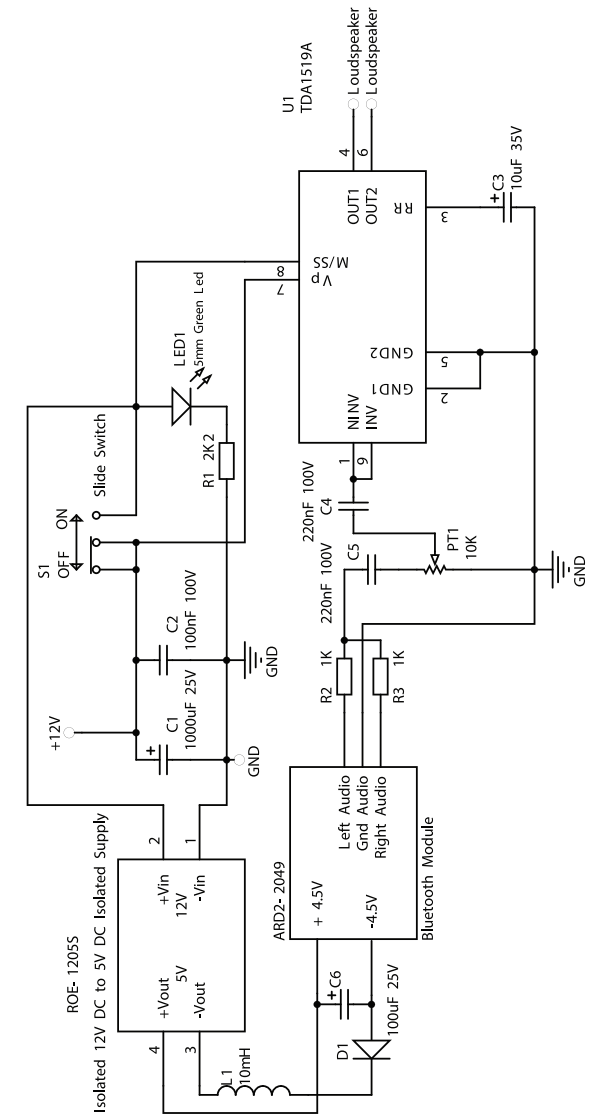 Isolated 12V DC to 5V DC Isolated Supply
ROE- 1205S
+Vout
-Vout
5V
+Vin
12V
-Vin
4
3
2
1
L1
10mH
+12V
GND
C1
1000uF 25V
C2
100nF 100V
GND
S1
OFF
ON
Slide Switch
R1 2K2
LED1
5mm Green Led
U1
TDA1519A
Loudspeaker
Loudspeaker
4
6
OUT1
OUT2
RR
3
C3
10uF 35V
M/SS
8
Vp
7
GND2
5
GND1
2
NINV
INV
1
9
C4
220nF 100V
C5
220nF 100V
PT1
10K
GND
R2
1K
R3
1K
ARD2- 2049
Left Audio
Gnd Audio
Right Audio
+ 4.5V
-4.5V
Bluetooth Module
C6
100uF 25V
D1